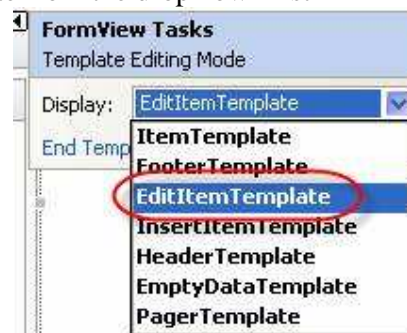 FormView Tasks
Template Editing Mode
Display: EditItemTemplate
End Temp
ItemTemplate
FooterTemplate
EditItemTemplate
InsertItemTemplate
HeaderTemplate
EmptyDataTemplate
PagerTemplate